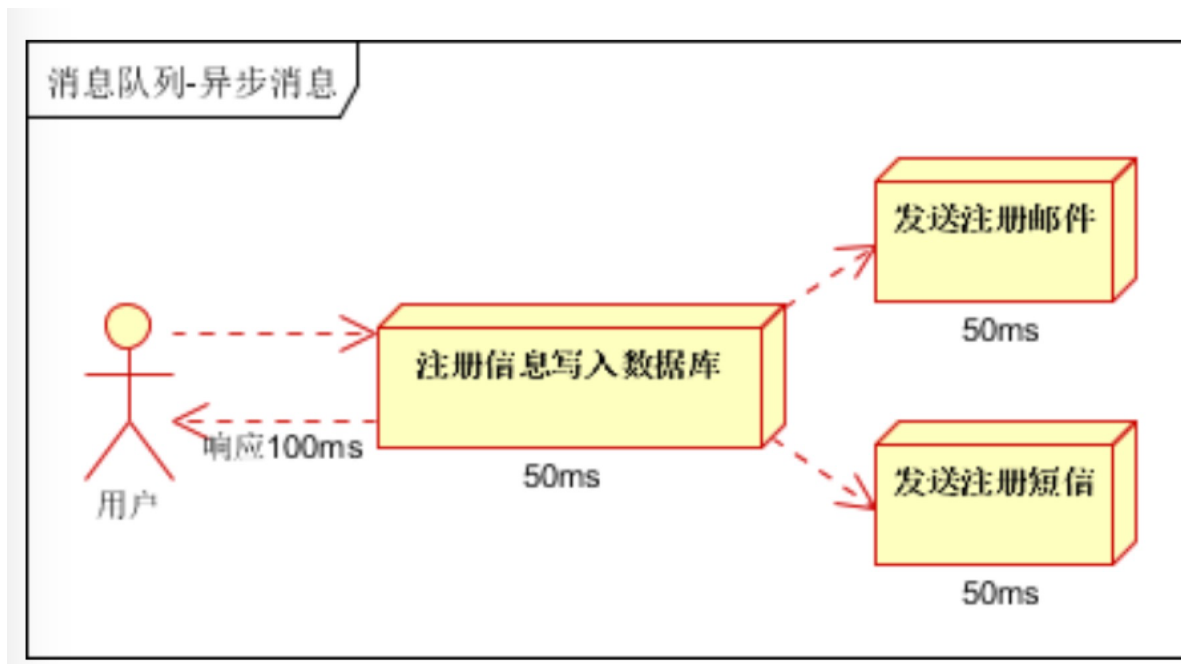 消息队列-异步消息
发送注册邮件
50ms
注册信息写入数据库
响应100ms
50ms
用户
发送注册短信
50ms